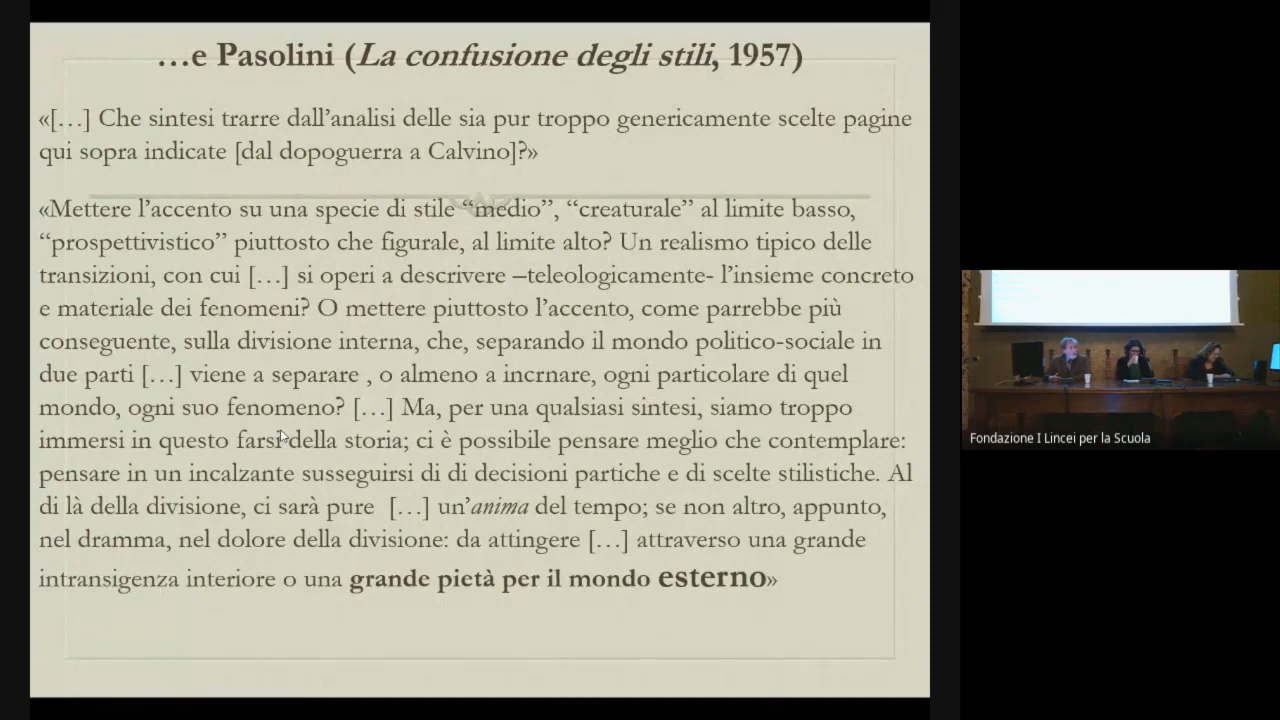 …e Pasolini (La confusione degli stili, 1957)
«[…] Che sintesi trarre dall’analisi delle sia pur troppo genericamente scelte pagine
qui sopra indicate [dal dopoguerra a Calvino]?»
«Mettere l’accento su una specie di stile “medio”, “creaturale” al limite basso,
“prospettivistico” piuttosto che figurale, al limite alto? Un realismo tipico delle
transizioni, con cui […] si operi a descrivere –teleologicamente- l’insieme concreto
e materiale dei fenomeni? O mettere piuttosto l’accento, come parrebbe più
conseguente, sulla divisione interna, che, separando il mondo politico-sociale in
due parti […] viene a separare , o almeno a incrnare, ogni particolare di quel
mondo, ogni suo fenomeno? […] Ma, per una qualsiasi sintesi, siamo troppo
immersi in questo farsi della storia; ci è possibile pensare meglio che contemplare:
pensare in un incalzante susseguirsi di di decisioni partiche e di scelte stilistiche. Al
di là della divisione, ci sarà pure […] un’anima del tempo; se non altro, appunto,
nel dramma, nel dolore della divisione: da attingere […] attraverso una grande
intransigenza interiore o una grande pietà per il mondo esterno»
Fondazione I Lincei per la Scuola